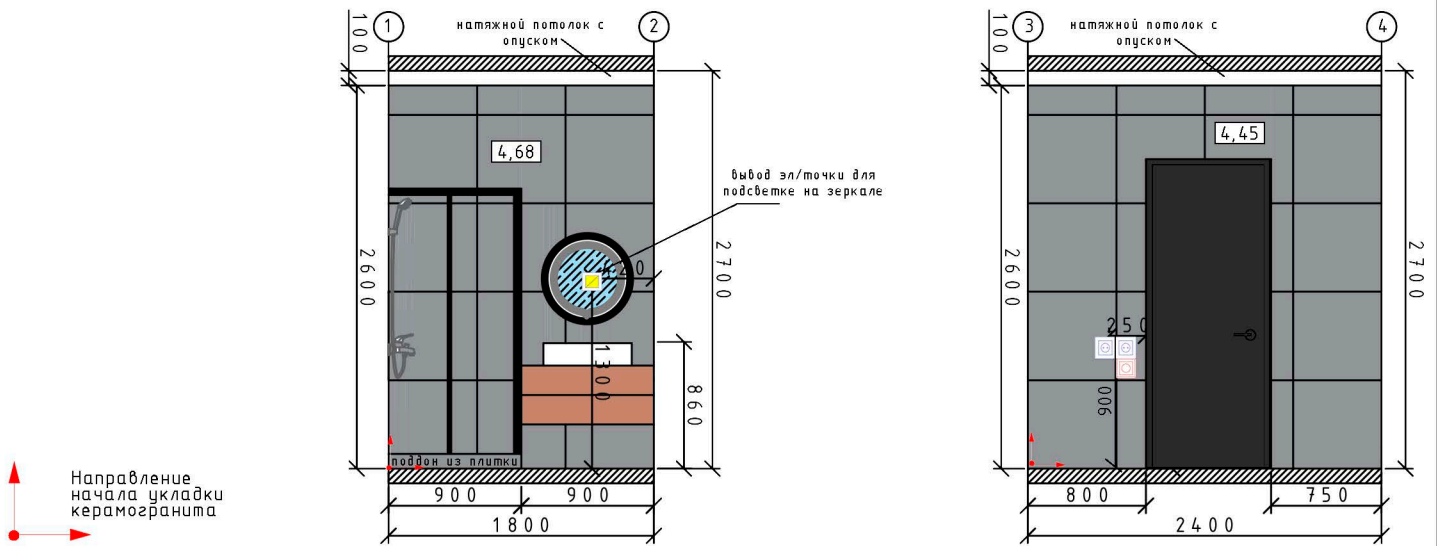 1
2
натяжной потолок с
опуском
100
2600
2700
4,68
вывод эл/точки для
подсветке на зеркале
620
1300
860
поддон из плитки
900
900
1800
3
4
натяжной потолок с
опуском
100
2600
2700
4,45
250
900
800
750
2400
Направление
начала укладки
керамогранита